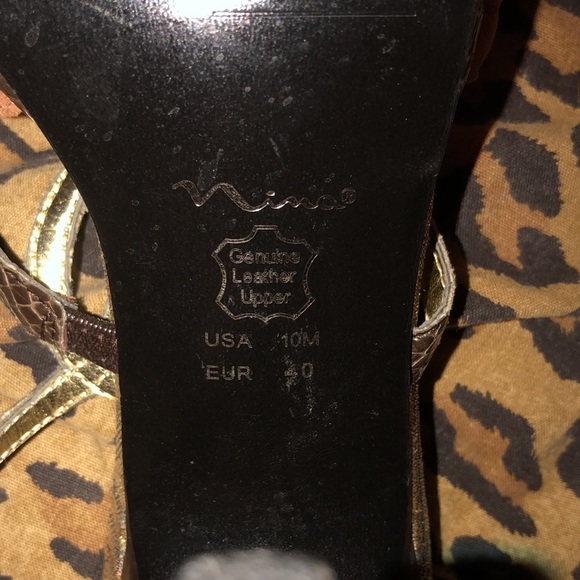 Nina®
Genuine
Leather
Upper
USA 10M
EUR 40